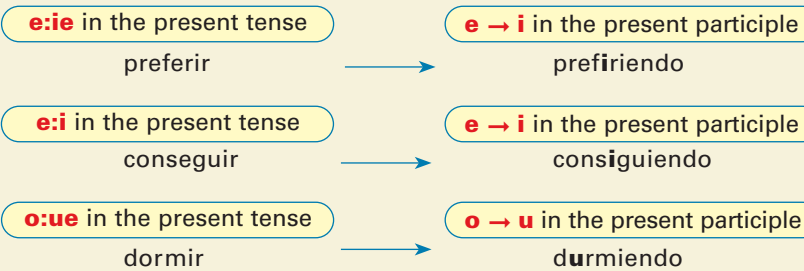 e:ie in the present tense
e → i in the present participle
preferir
prefiriendo
e:i in the present tense
e → i in the present participle
conseguir
consiguiendo
o:ue in the present tense
o → u in the present participle
dormir
durmiendo